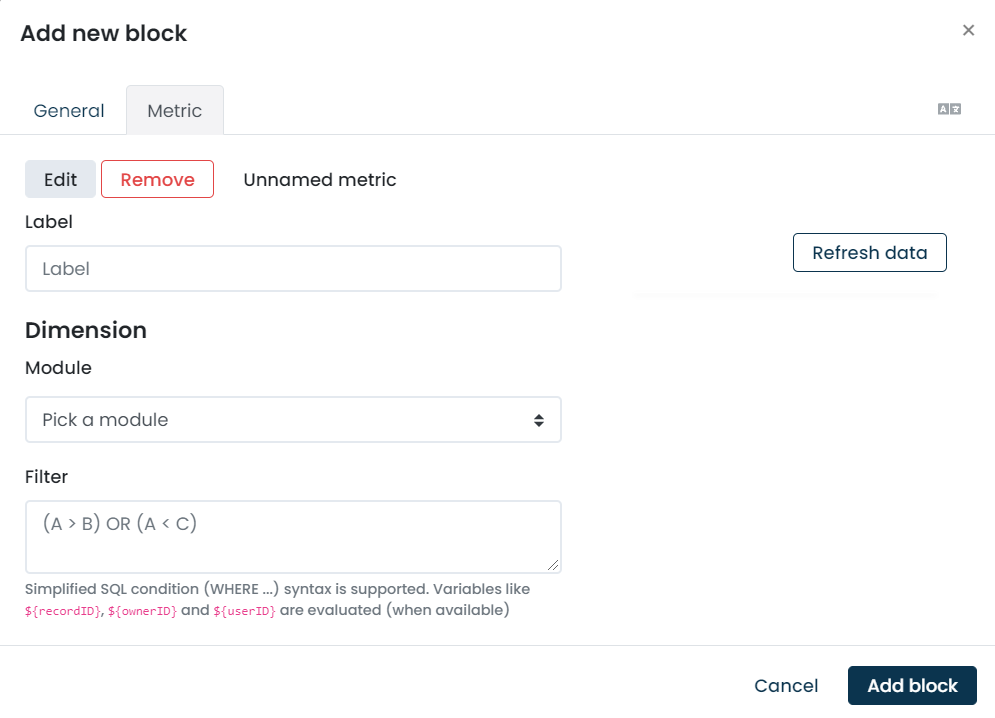 Add new block
×
General Metric
Edit Remove Unnamed metric
Label
Refresh data
Label
Dimension
Module
Pick a module
Filter
(A > B) OR (A < C)
Simplified SQL condition (WHERE ...) syntax is supported. Variables like
${recordID}, ${ownerID} and ${userID} are evaluated (when available)
Cancel Add block